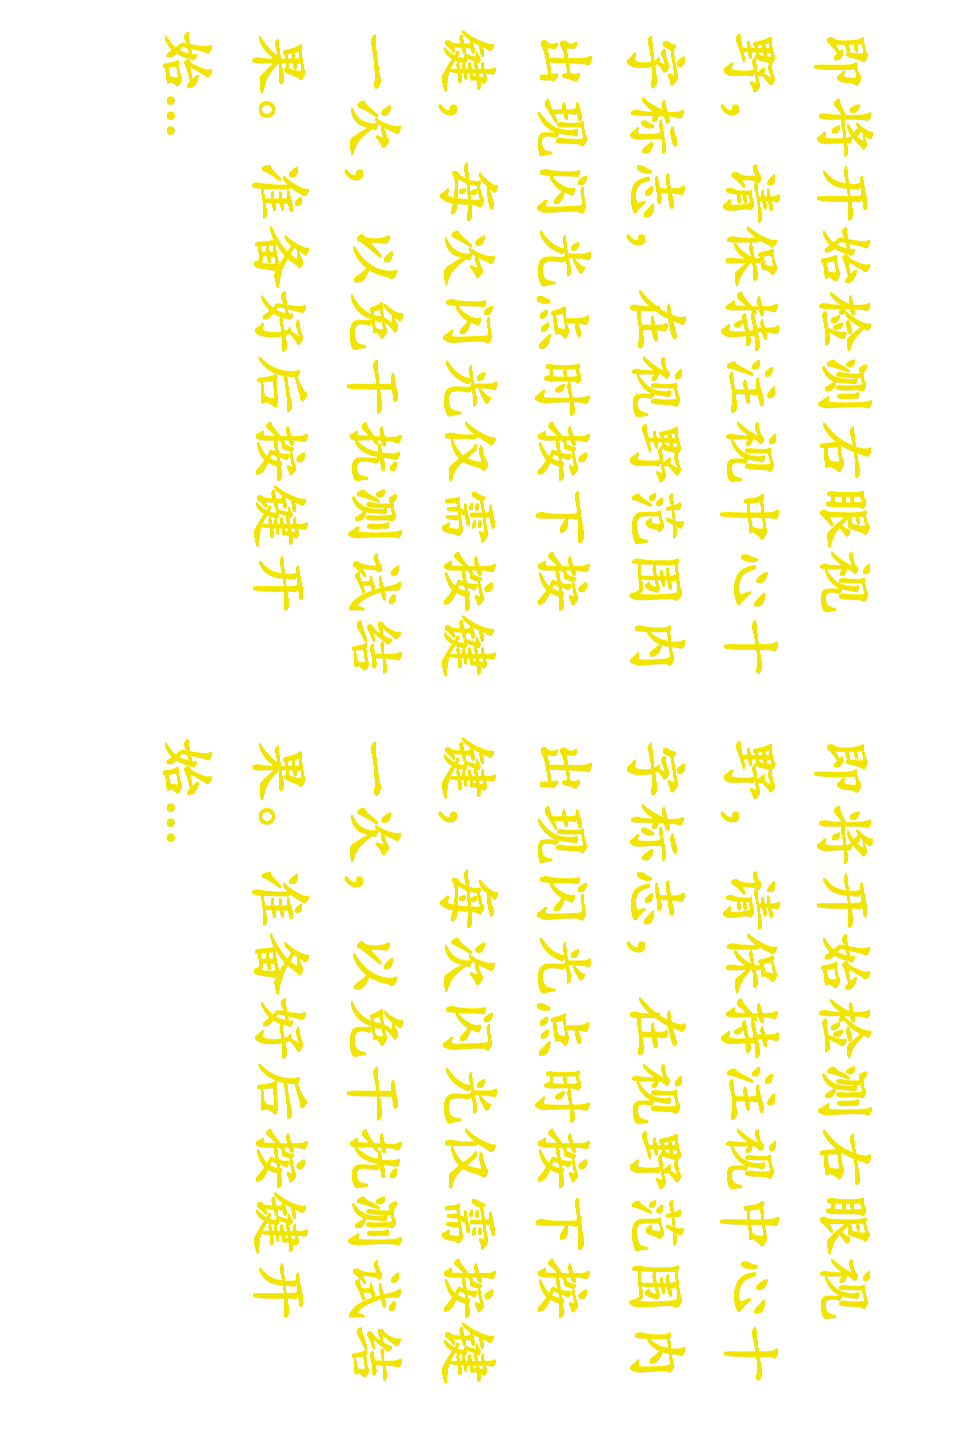 即将开始检测右眼视
野，请保持注视中心十
字标志，在视野范围内
出现闪光点时按下按
键，每次闪光仅需按键
一次，以免干扰测试结
果。准备好后按键开
始...
即将开始检测右眼视
野，请保持注视中心十
字标志，在视野范围内
出现闪光点时按下按
键，每次闪光仅需按键
一次，以免干扰测试结
果。准备好后按键开
始...